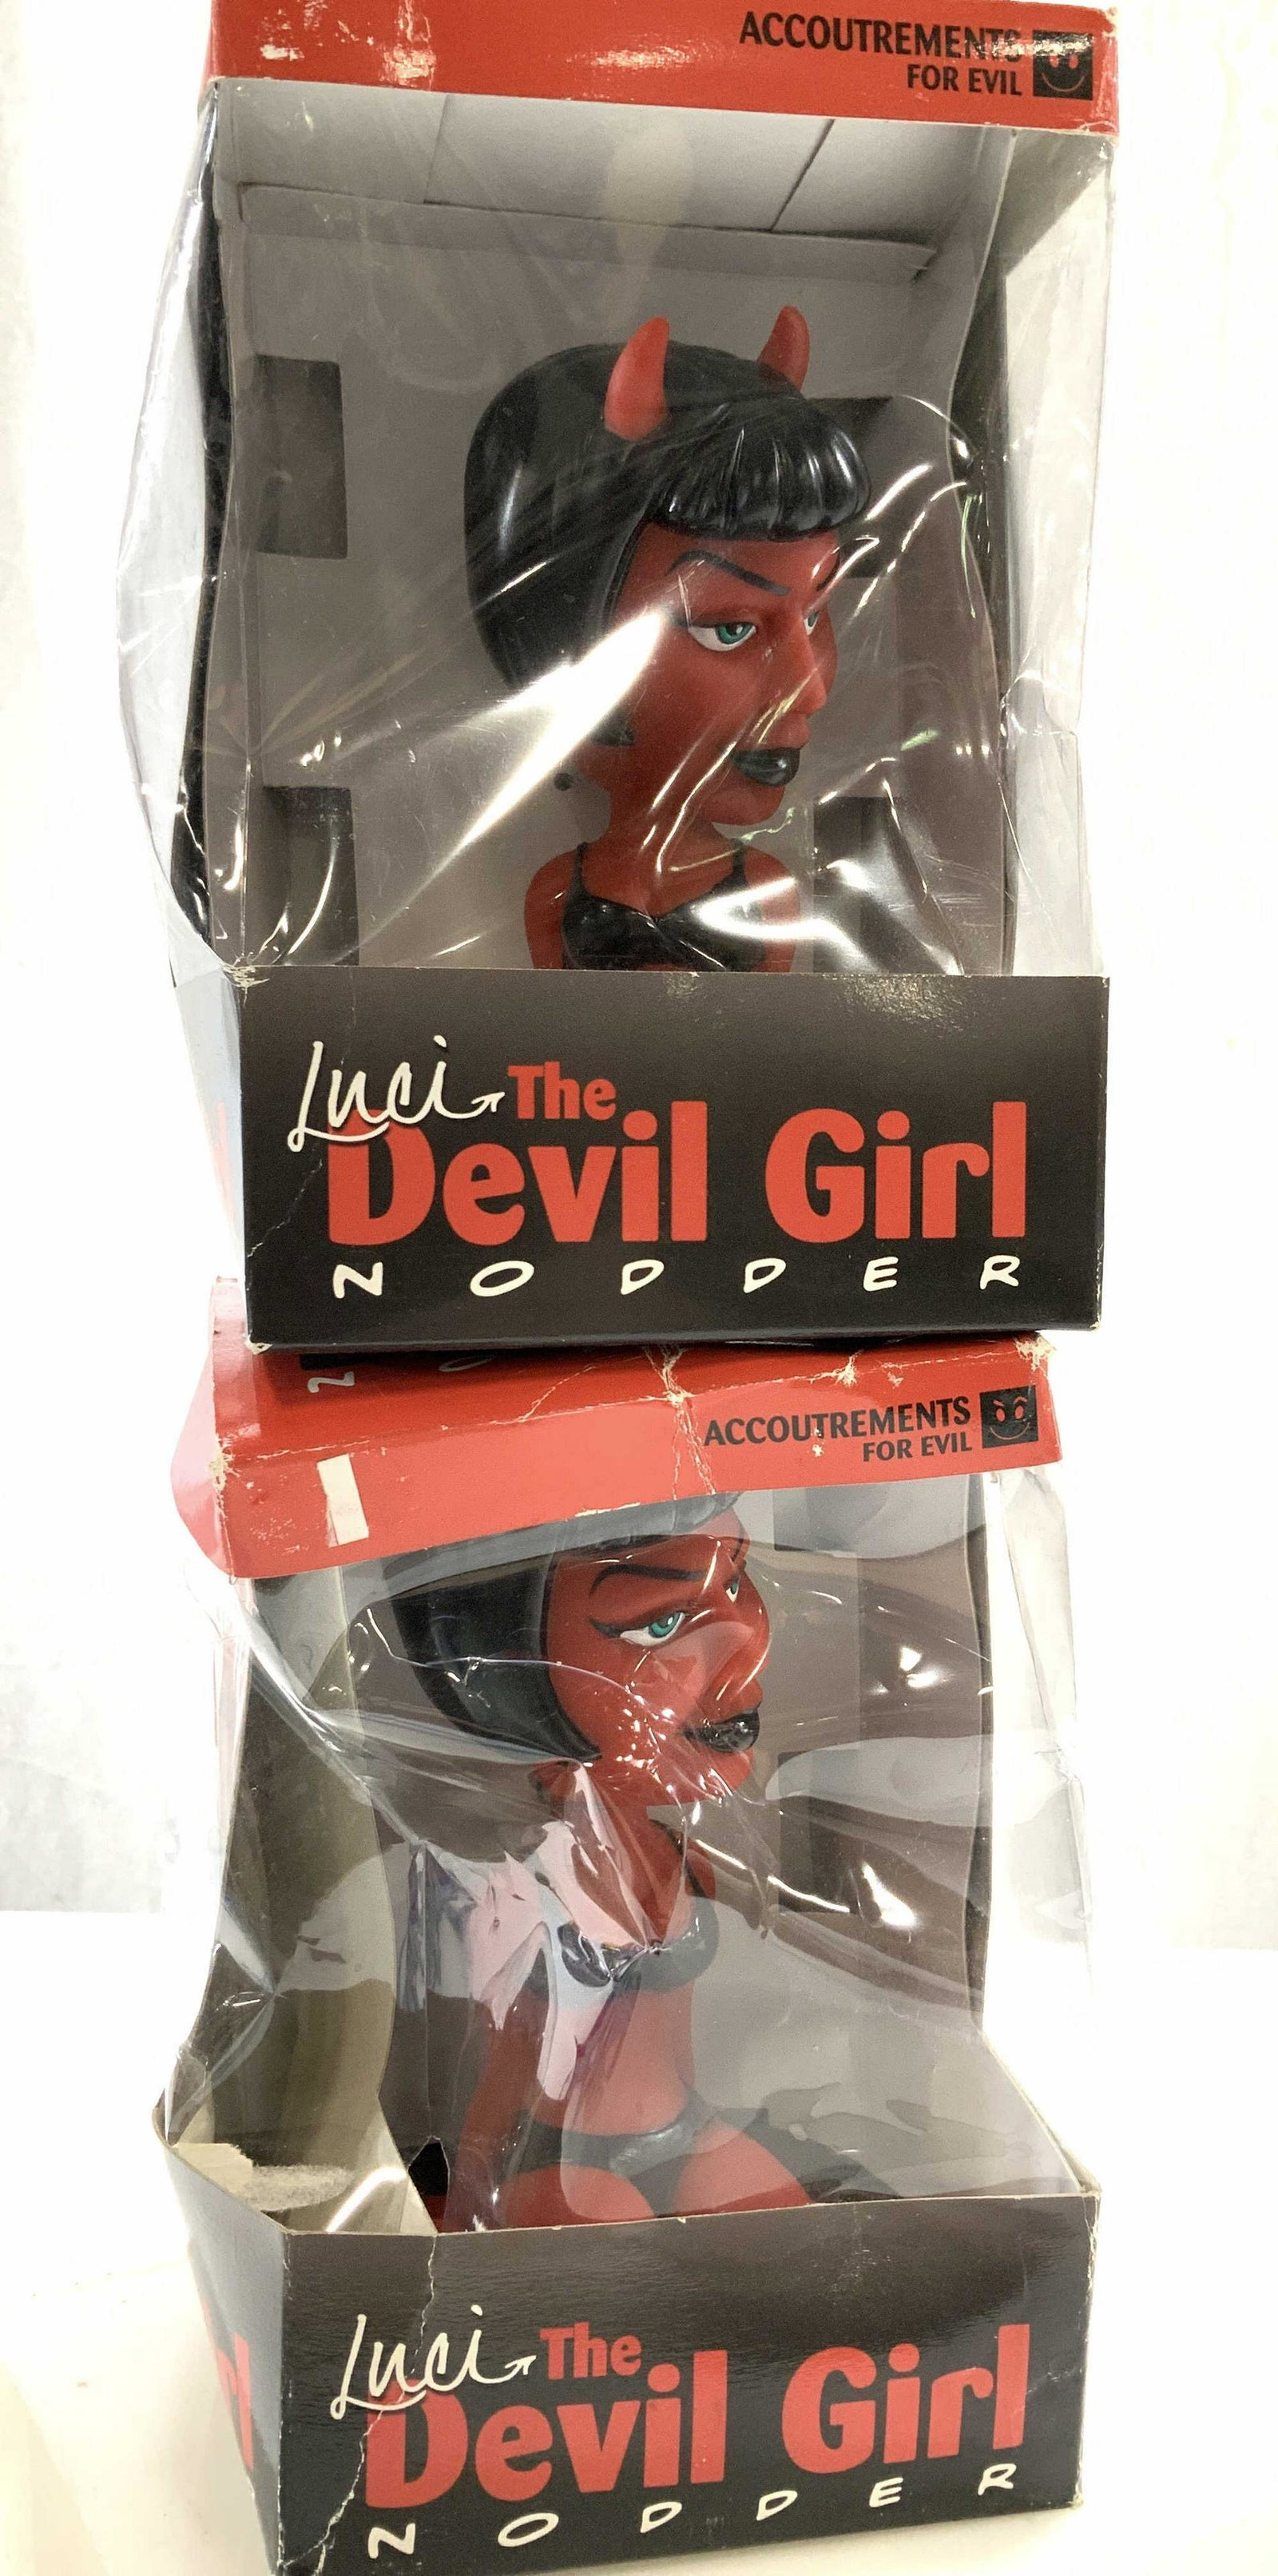 ACCOUTREMENTS
FOR EVIL
Luci The
Devil Girl
NODDER
ACCOUTREMENTS
FOR EVIL
Luci The
Devil Girl
NODDER